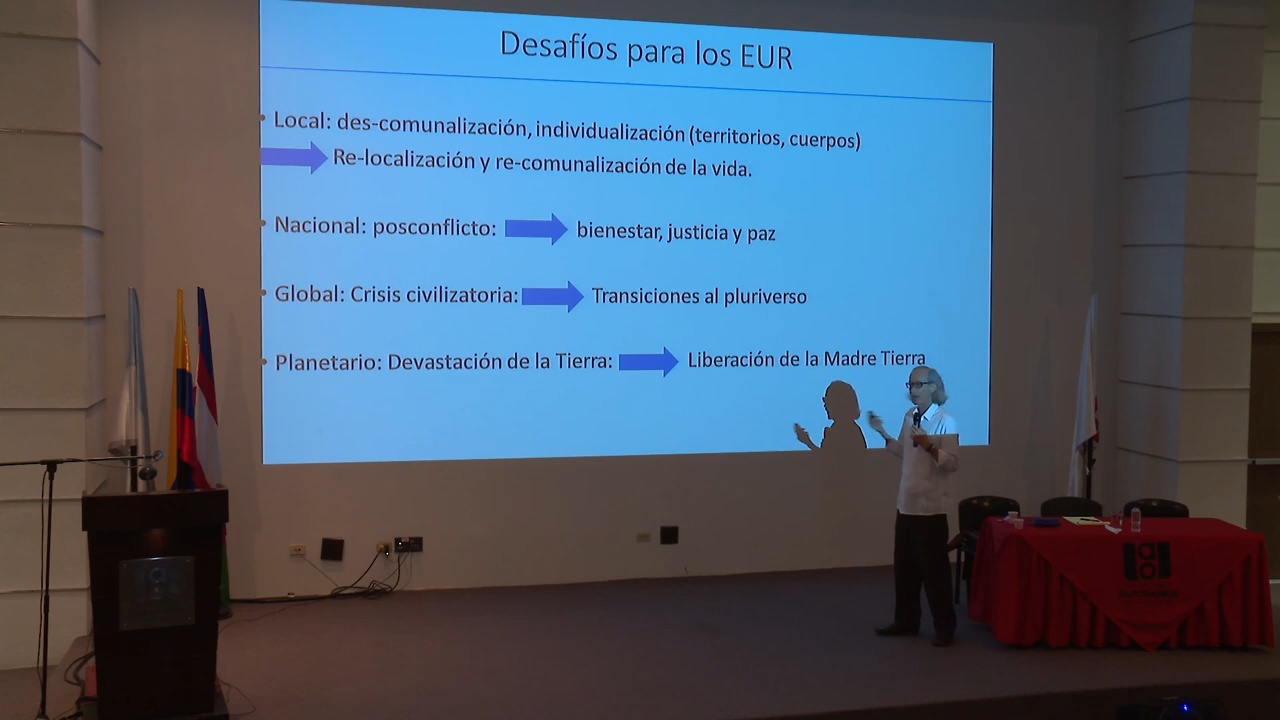 Desafíos para los EUR
• Local: des-comunalización, individualización (territorios, cuerpos)
Re-localización y re-comunalización de la vida.
• Nacional: posconflicto: bienestar, justicia y paz
• Global: Crisis civilizatoria: Transiciones al pluriverso
• Planetario: Devastación de la Tierra: Liberación de la Madre Tierra